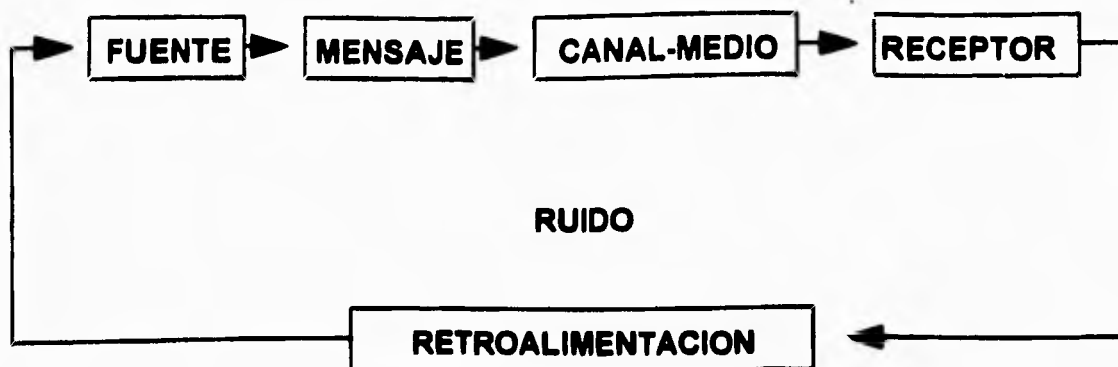 FUENTE MENSAJE CANAL-MEDIO RECEPTOR
RUIDO
RETROALIMENTACION